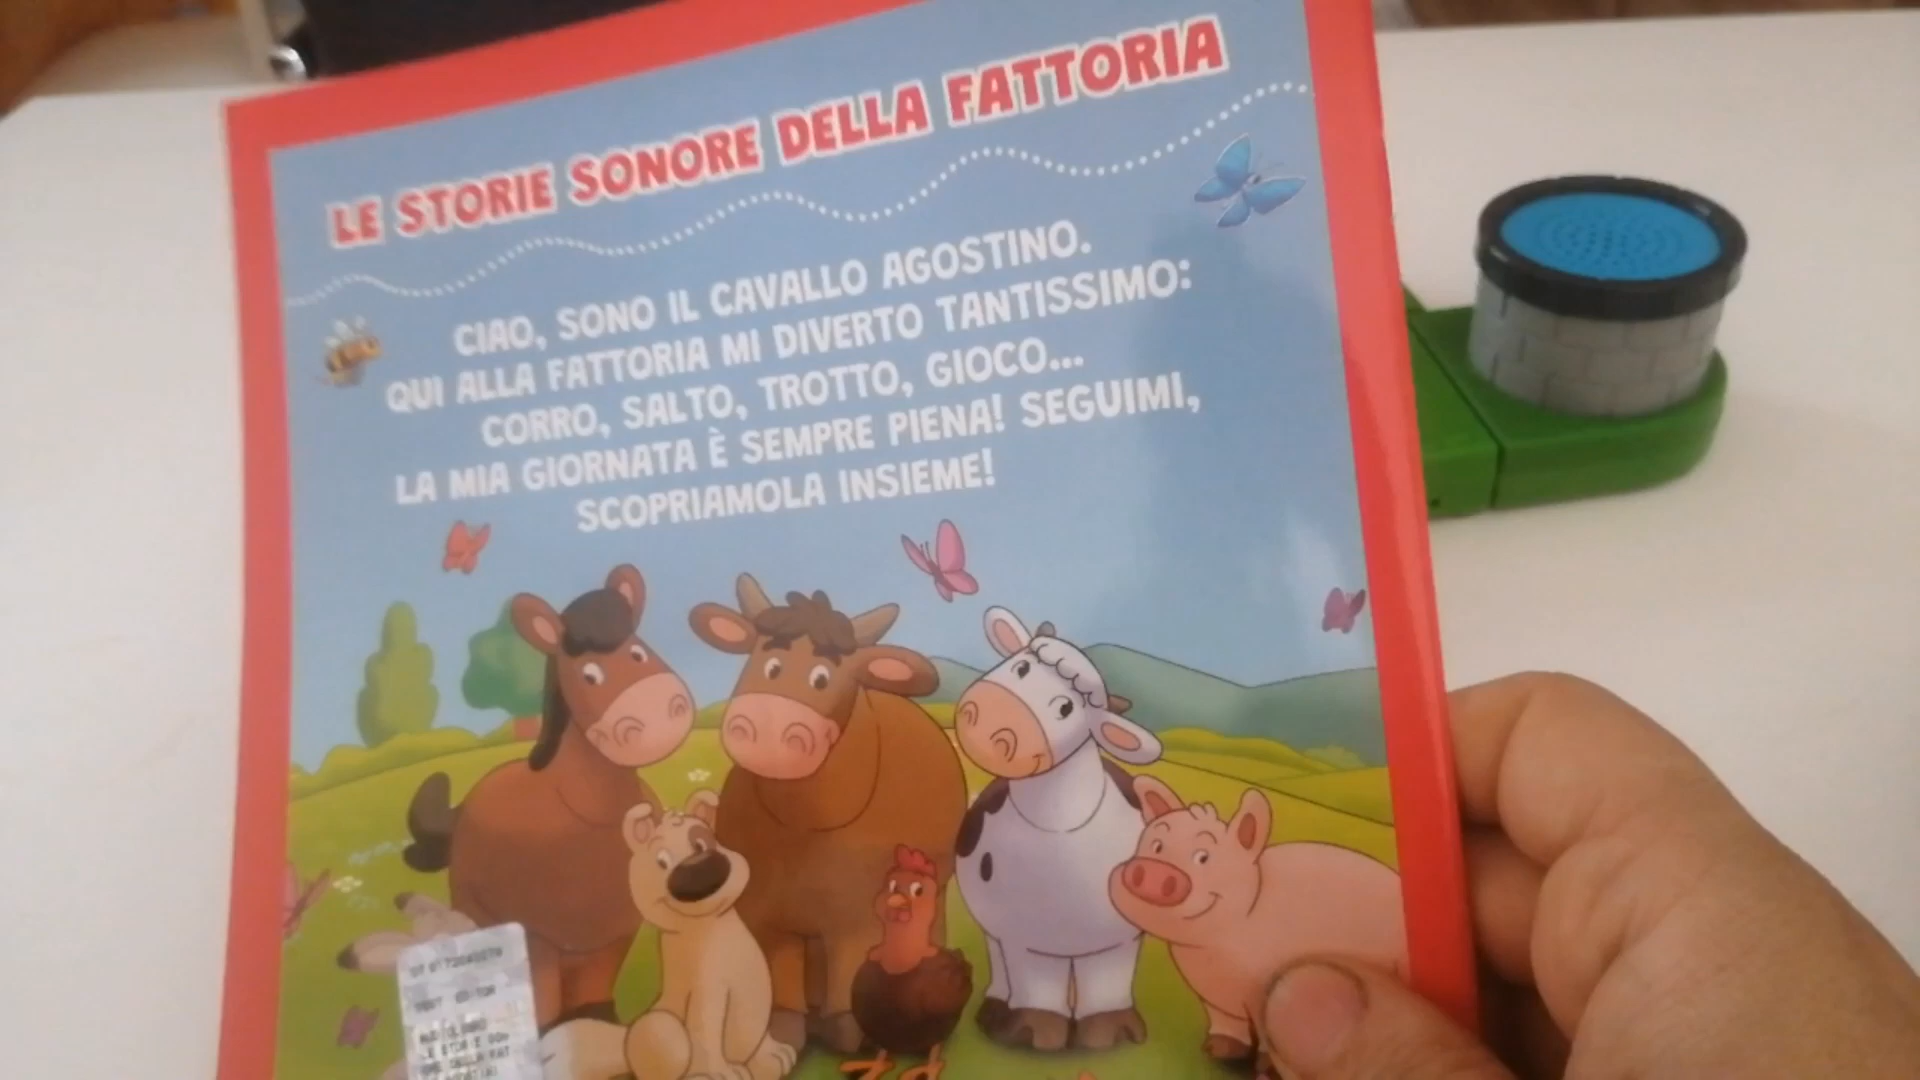 LE STORIE SONORE DELLA FATTORIA
CIAO, SONO IL CAVALLO AGOSTINO.
QUI ALLA FATTORIA MI DIVERTO TANTISSIMO:
CORRO, SALTO, TROTTO, GIOCO...
LA MIA GIORNATA È SEMPRE PIENA! SEGUIMI,
SCOPRIAMOLA INSIEME!